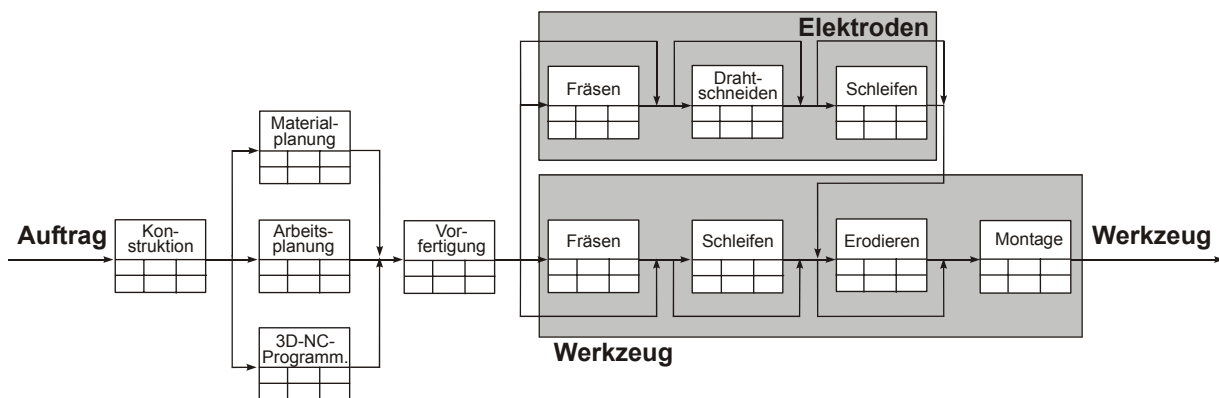 Auftrag
Kon-
struktion
Material-
planung
Arbeits-
planung
3D-NC-
Programm.
Vor-
fertigung
Elektroden
Fräsen
Draht-
schneiden
Schleifen
Fräsen
Schleifen
Erodieren
Montage
Werkzeug
Werkzeug